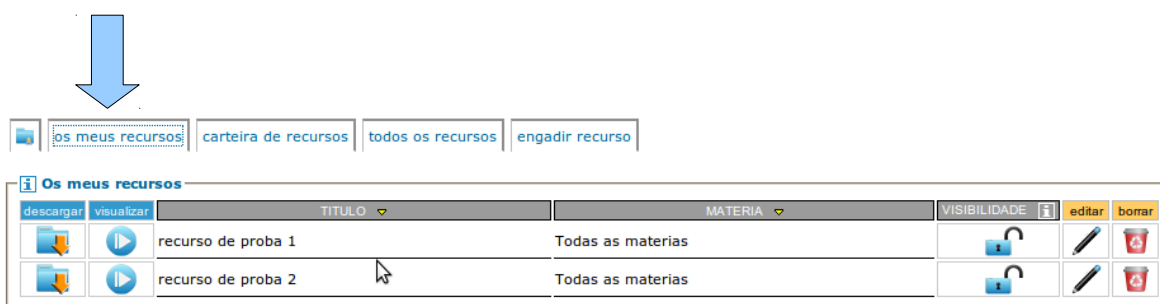 os meus recursos carteira de recursos todos os recursos engadir recurso
i Os meus recursos
descargar visualizar TITULO MATERIA VISIBILIDADE i editar borrar
recurso de proba 1 Todas as materias
recurso de proba 2 Todas as materias